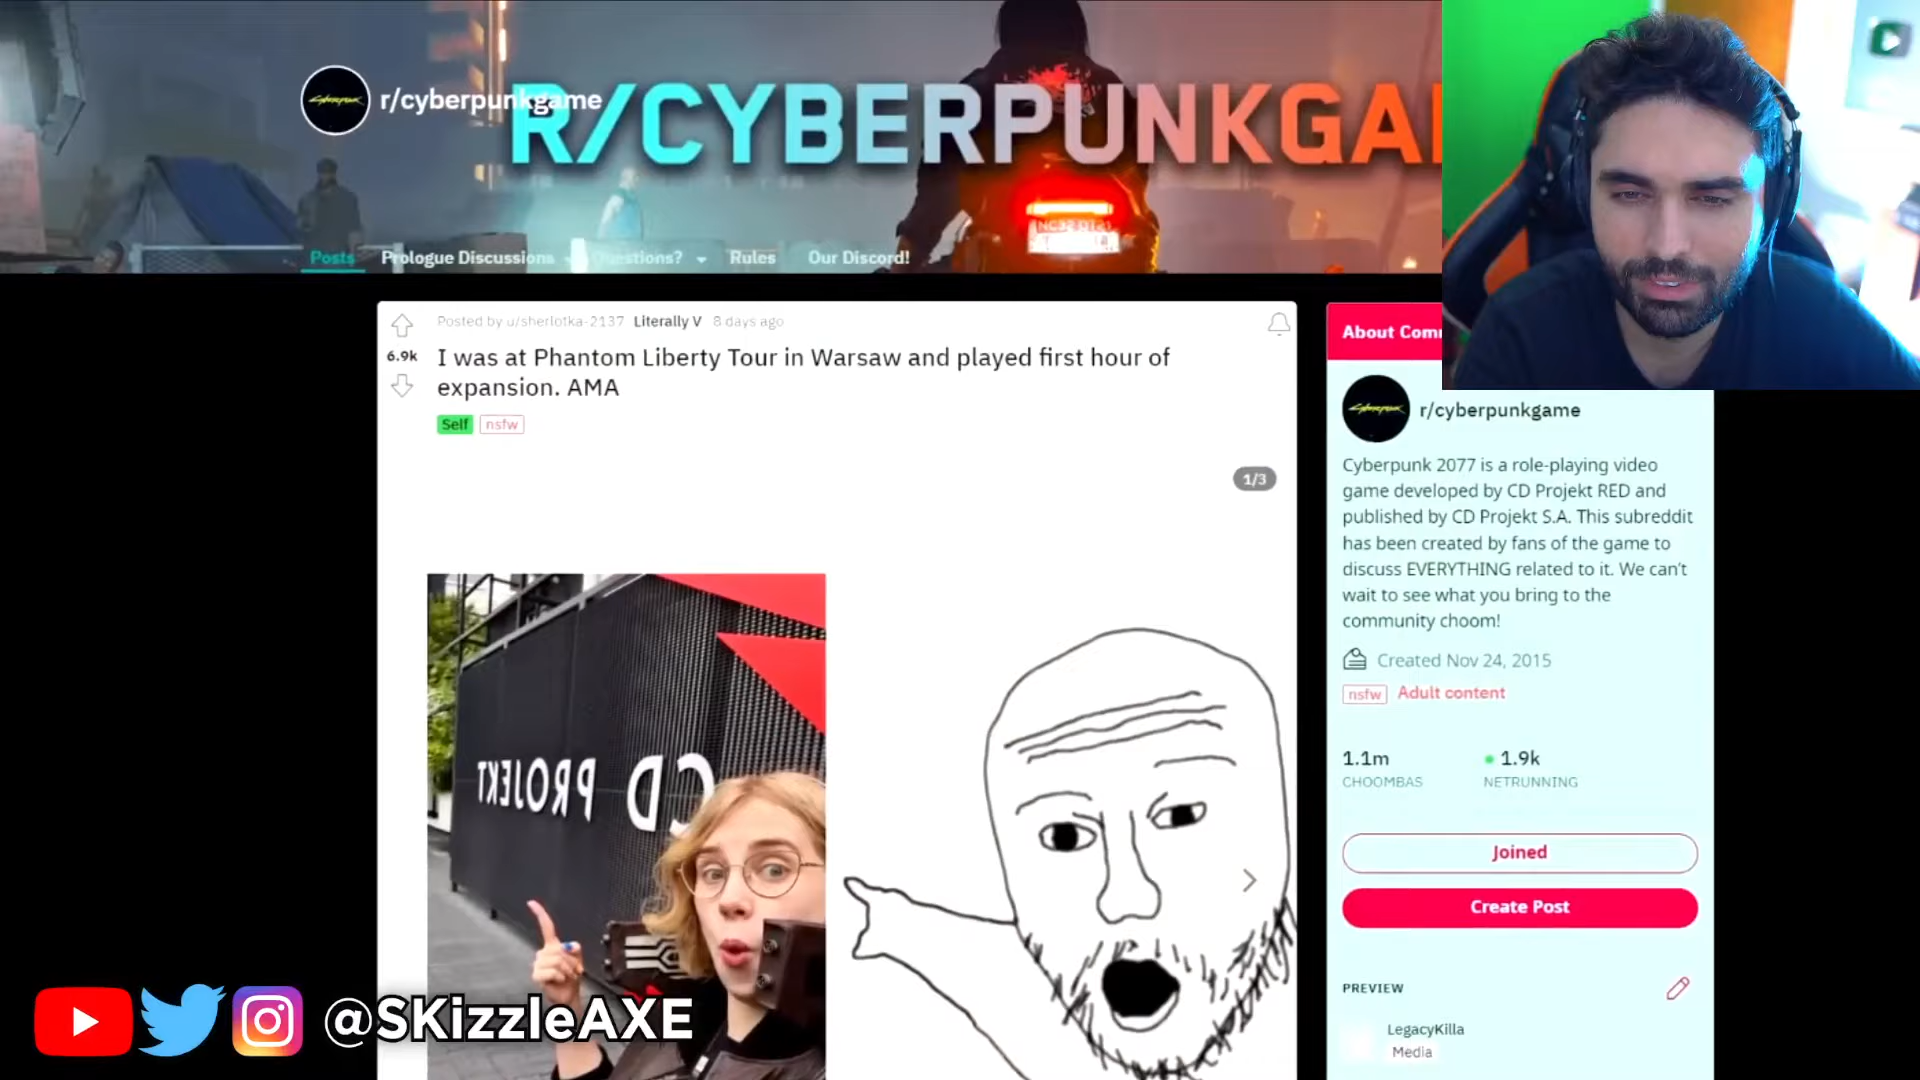 r/cyberpunkgame
R/CYBERPUNKGA
Posts
Prologue Discussions
Questions?
Rules
Our Discord!
Posted by u/sherlotka-2137 Literally V 8 days ago
6.9k
I was at Phantom Liberty Tour in Warsaw and played first hour of
expansion. AMA
Self nsfw
1/3
CD PROJEKT
About Com
r/cyberpunkgame
Cyberpunk 2077 is a role-playing video
game developed by CD Projekt RED and
published by CD Projekt S.A. This subreddit
has been created by fans of the game to
discuss EVERYTHING related to it. We can't
wait to see what you bring to the
community choom!
Created Nov 24, 2015
nsfw Adult content
1.1m 1.9k
CHOOMBAS NETRUNNING
Joined
Create Post
PREVIEW
LegacyKilla
Media
@SKizzleAXE